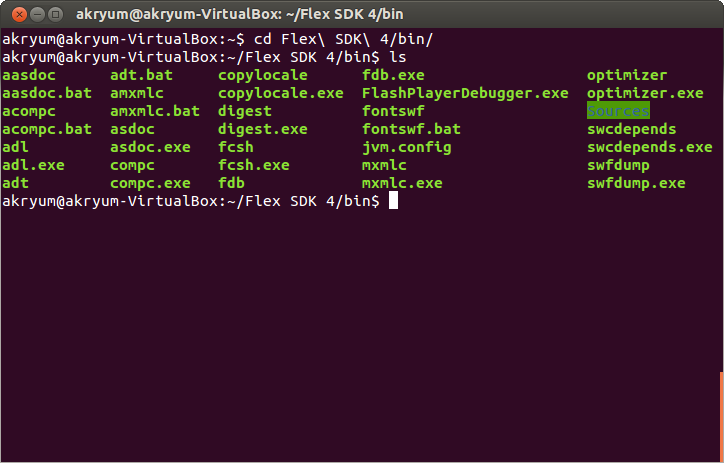 akryum@akryum-VirtualBox: ~/Flex SDK 4/bin
akryum@akryum-VirtualBox:~$ cd Flex\ SDK\ 4/bin/
akryum@akryum-VirtualBox:~/Flex SDK 4/bin$ ls
aasdoc adt.bat copylocale fdb.exe optimizer
aasdoc.bat amxmlc copylocale.exe FlashPlayerDebugger.exe optimizer.exe
acompc amxmlc.bat digest fontswf Sources
acompc.bat asdoc digest.exe fontswf.bat swcdepends
adl asdoc.exe fcsh jvm.config swcdepends.exe
adl.exe compc fcsh.exe mxmlc swfdump
adt compc.exe fdb mxmlc.exe swfdump.exe
akryum@akryum-VirtualBox:~/Flex SDK 4/bin$